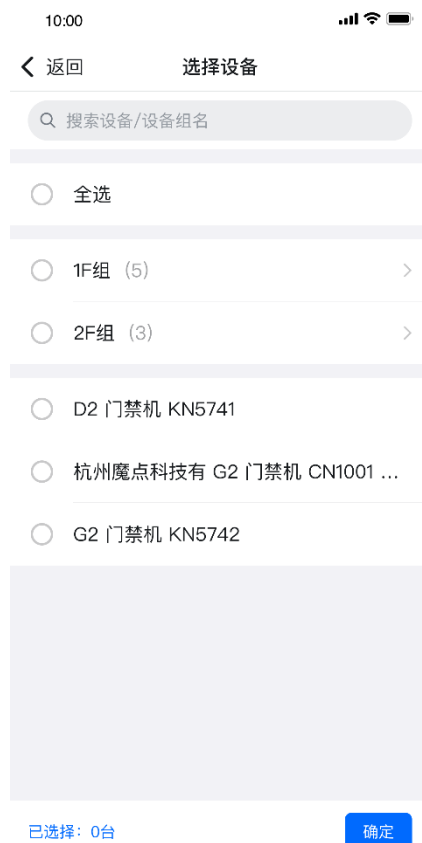 10:00
返回 选择设备
搜索设备/设备组名
全选
1F组 (5)
2F组 (3)
D2 门禁机 KN5741
杭州魔点科技有 G2 门禁机 CN1001 ...
G2 门禁机 KN5742
已选择：0台 确定